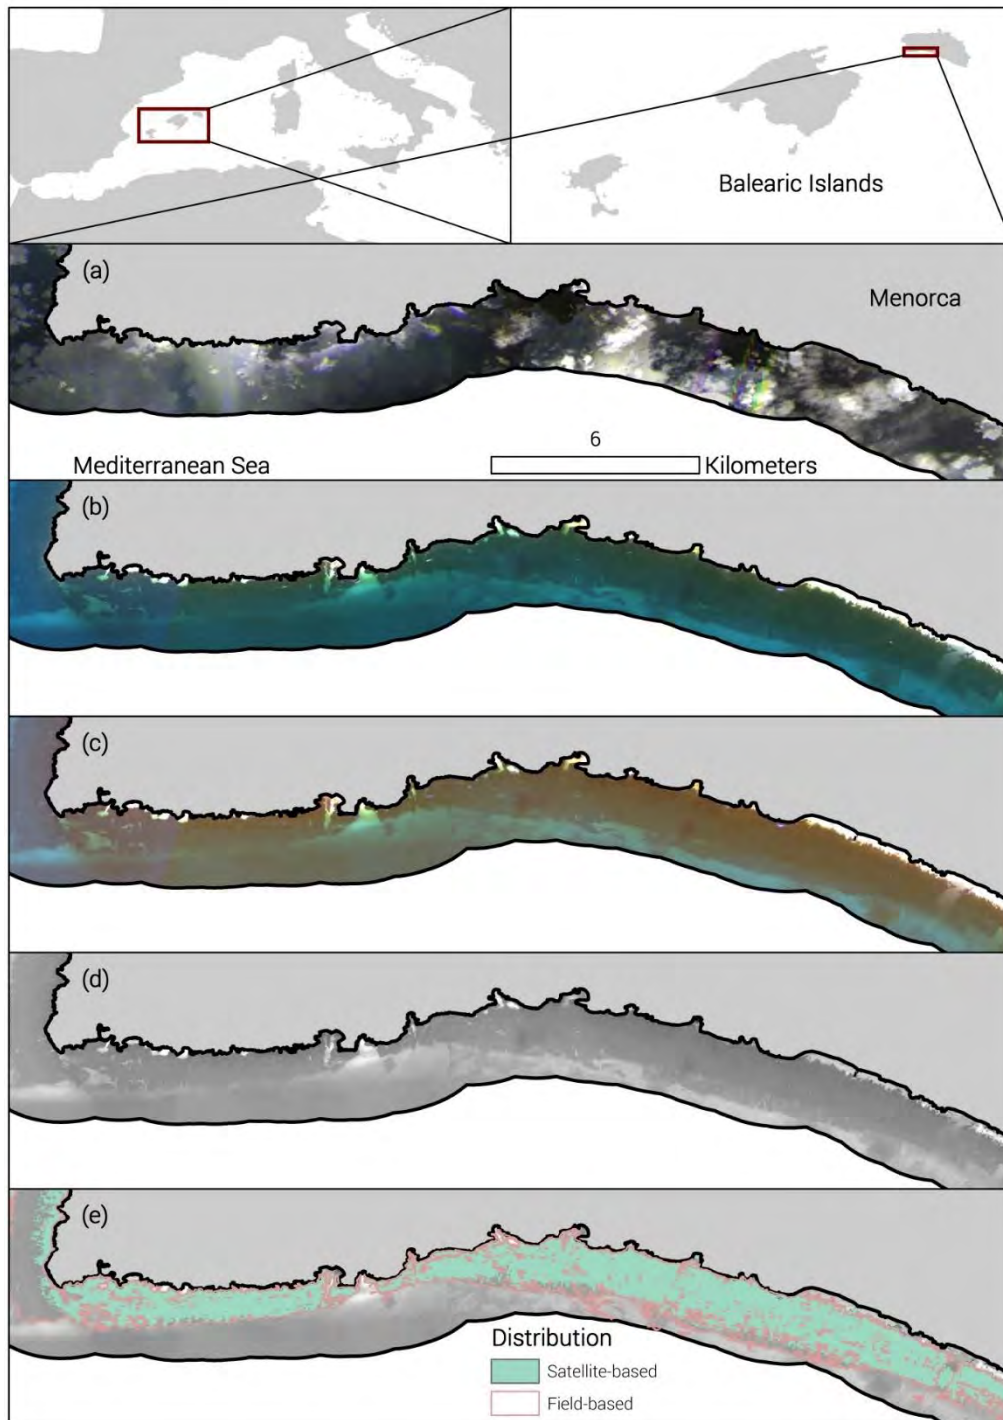 Balearic Islands
(a)
Menorca
6
Mediterranean Sea
Kilometers
(b)
(c)
(d)
(e)
Distribution
Satellite-based
Field-based